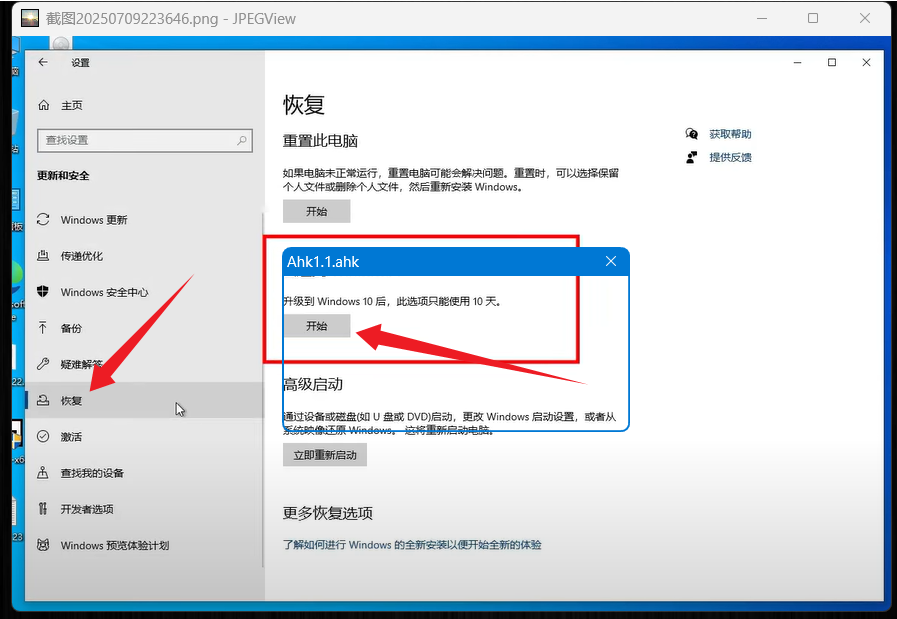 截图20250709223646.png - JPEGView
设置
主页
查找设置
更新和安全
Windows 更新
传递优化
Windows 安全中心
备份
疑难解答
恢复
激活
查找我的设备
开发者选项
Windows 预览体验计划
恢复
重置此电脑
如果电脑未正常运行，重置电脑可能会解决问题。重置时，可以选择保留
个人文件或删除个人文件，然后重新安装 Windows。
开始
Ahk1.1.ahk
升级到 Windows 10 后，此选项只能使用 10 天。
开始
高级启动
通过设备或磁盘(如 U 盘或 DVD)启动，更改 Windows 启动设置，或者从
系统映像还原 Windows。 这将重新启动电脑。
立即重新启动
更多恢复选项
了解如何进行 Windows 的全新安装以便开始全新的体验
获取帮助
提供反馈